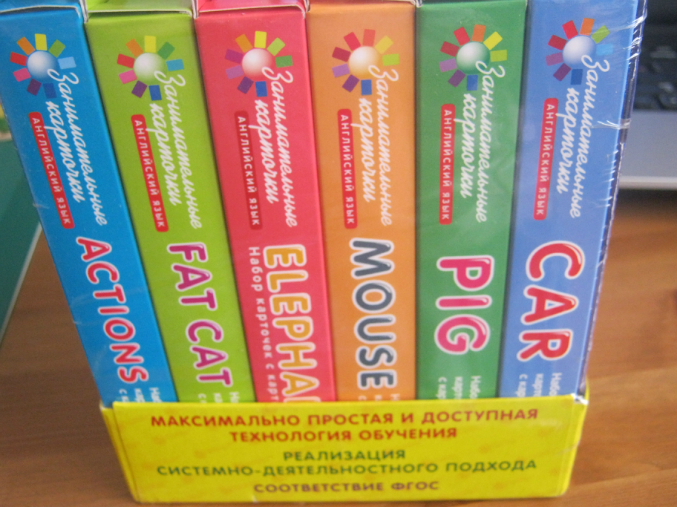 Занимательные
карточки
АНГЛИЙСКИЙ ЯЗЫК
ACTIONS
Занимательные
карточки
АНГЛИЙСКИЙ ЯЗЫК
FAT CAT
Занимательные
карточки
АНГЛИЙСКИЙ ЯЗЫК
ELEPHA
Набор карточек
с карт
Занимательные
карточки
АНГЛИЙСКИЙ ЯЗЫК
MOUSE
Занимательные
карточки
АНГЛИЙСКИЙ ЯЗЫК
PIG
Занимательные
карточки
АНГЛИЙСКИЙ ЯЗЫК
CAR
МАКСИМАЛЬНО ПРОСТАЯ И ДОСТУПНАЯ
ТЕХНОЛОГИЯ ОБУЧЕНИЯ
РЕАЛИЗАЦИЯ
СИСТЕМНО-ДЕЯТЕЛЬНОСТНОГО ПОДХОДА
СООТВЕТСТВИЕ ФГОС